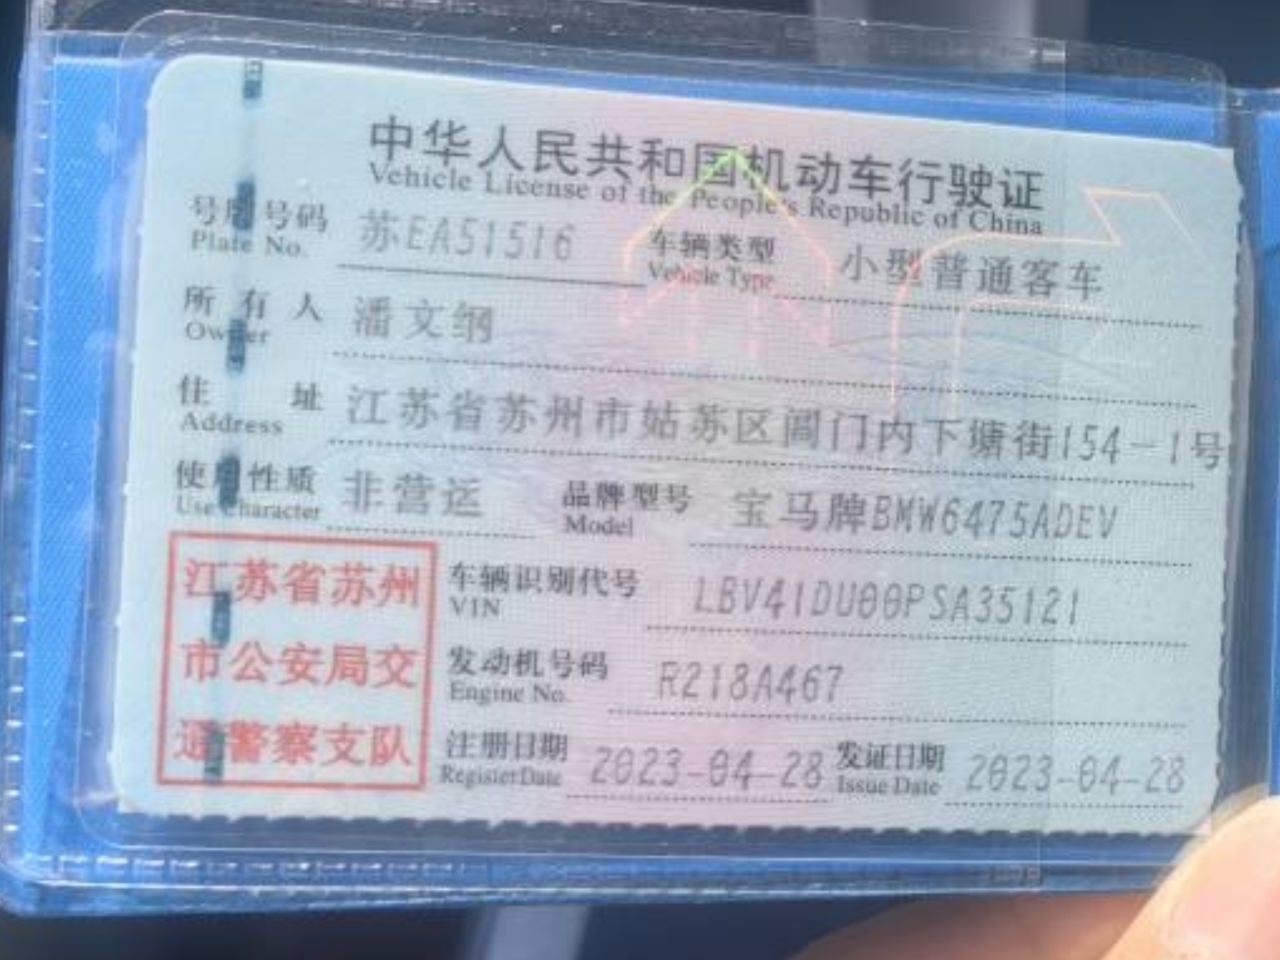 中华人民共和国机动车行驶证
Vehicle License of the People's Republic of China
号牌号码 苏EA51516 车辆类型 小型普通客车
Plate No. Vehicle Type
所有人 潘文纲
Owner
住址 江苏省苏州市姑苏区阊门内下塘街154-1号
Address
使用性质 非营运 品牌型号 宝马牌BMW6475ADEV
Use Character Model
江苏省苏州
市公安局交
通警察支队
车辆识别代号 LBV41DU00PSA35121
VIN
发动机号码 R218A467
Engine No.
注册日期 2023-04-28 发证日期 2023-04-28
Register Date Issue Date